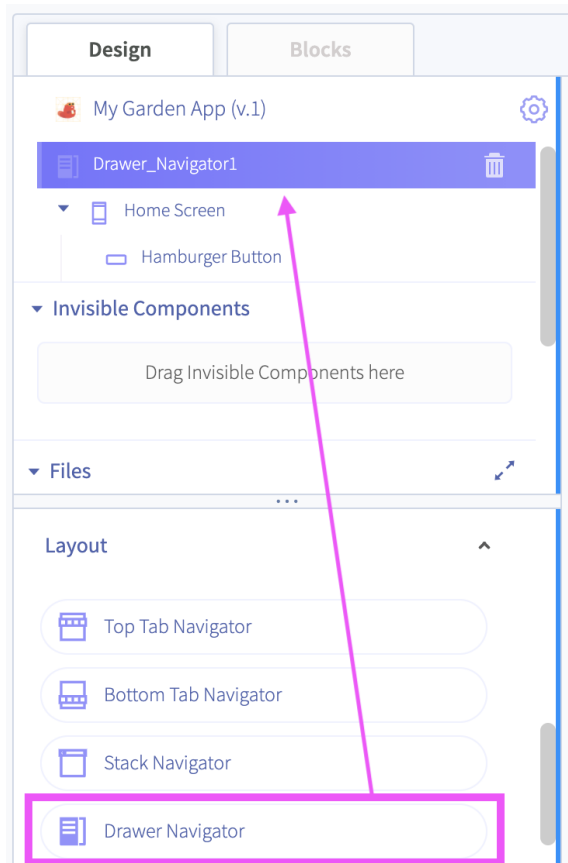 Design
Blocks
My Garden App (v.1)
Drawer_Navigator1
Home Screen
Hamburger Button
Invisible Components
Drag Invisible Components here
Files
Layout
Top Tab Navigator
Bottom Tab Navigator
Stack Navigator
Drawer Navigator